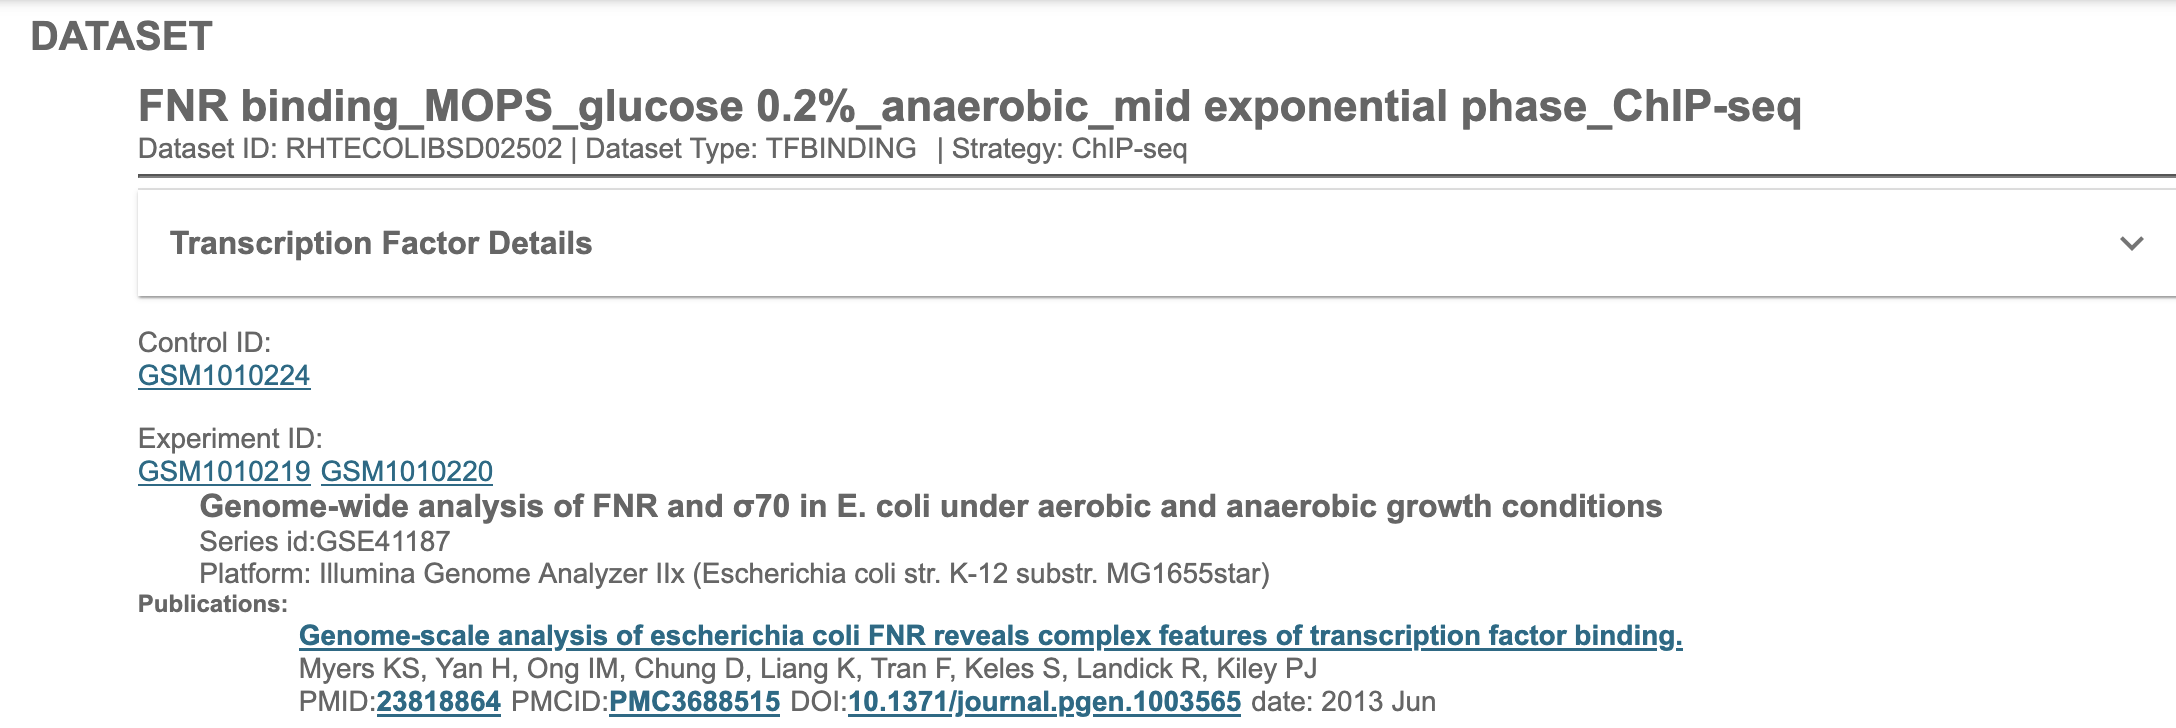 DATASET
FNR binding_MOPS_glucose 0.2%_anaerobic_mid exponential phase_ChIP-seq
Dataset ID: RHTECOLIBSD02502 | Dataset Type: TFBINDING | Strategy: ChIP-seq
Transcription Factor Details
Control ID:
GSM1010224
Experiment ID:
GSM1010219 GSM1010220
Genome-wide analysis of FNR and σ70 in E. coli under aerobic and anaerobic growth conditions
Series id:GSE41187
Platform: Illumina Genome Analyzer IIx (Escherichia coli str. K-12 substr. MG1655star)
Publications:
Genome-scale analysis of escherichia coli FNR reveals complex features of transcription factor binding.
Myers KS, Yan H, Ong IM, Chung D, Liang K, Tran F, Keles S, Landick R, Kiley PJ
PMID:23818864 PMCID:PMC3688515 DOI:10.1371/journal.pgen.1003565 date: 2013 Jun